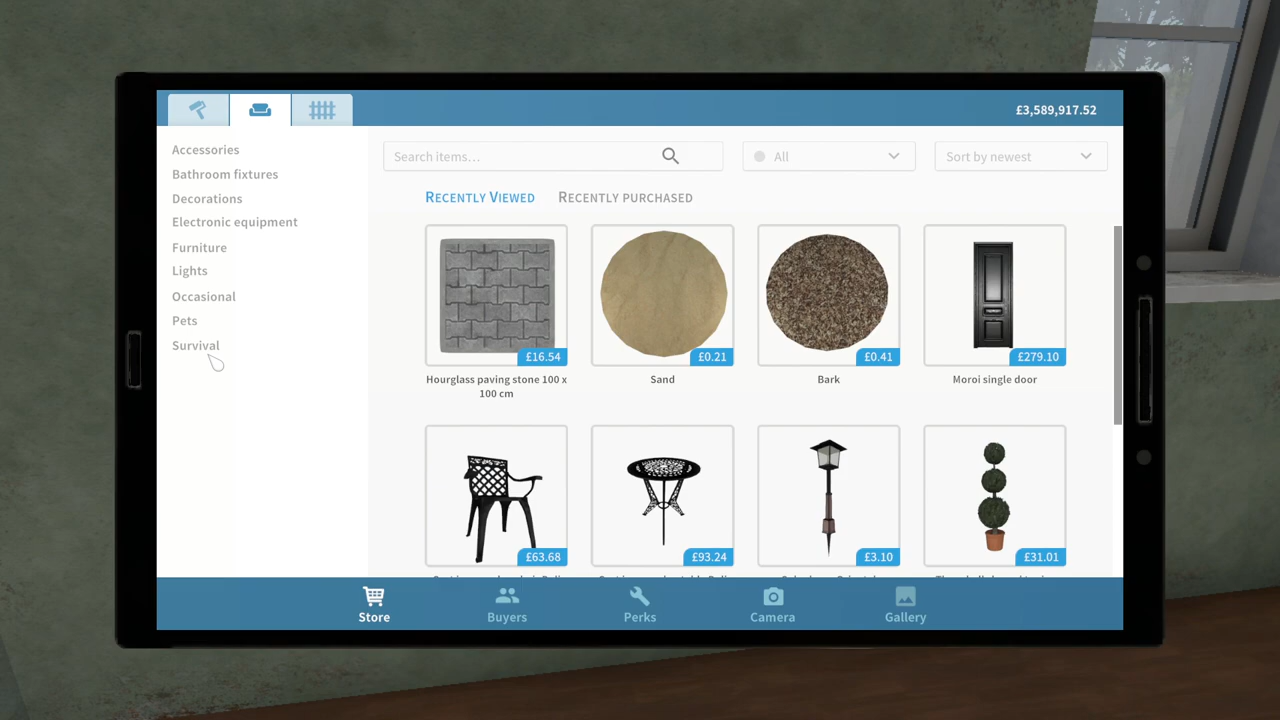 £3,589,917.52
Accessories
Bathroom fixtures
Decorations
Electronic equipment
Furniture
Lights
Occasional
Pets
Survival
Search items...
All
Sort by newest
Recently Viewed
Recently purchased
£16.54
£0.21
£0.41
£279.10
Hourglass paving stone 100 x
100 cm
Sand
Bark
Moroi single door
£63.68
£93.24
£3.10
£31.01
Store
Buyers
Perks
Camera
Gallery